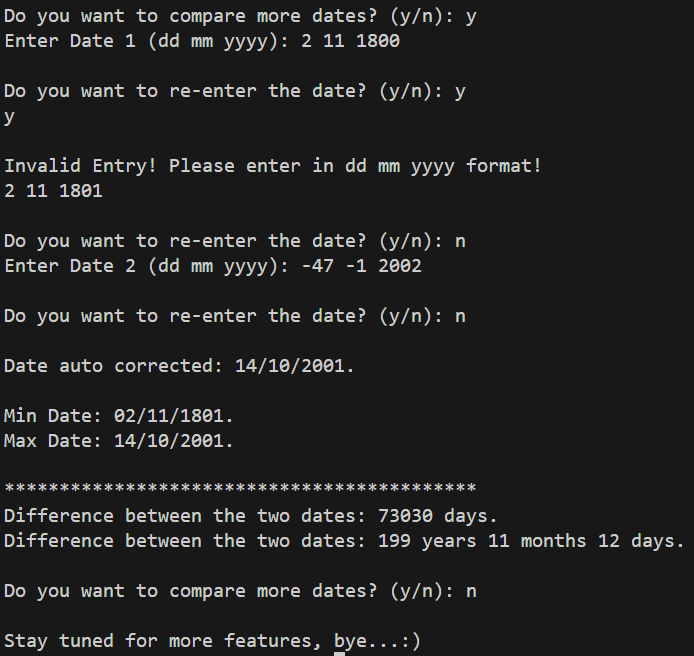 Do you want to compare more dates? (y/n): y
Enter Date 1 (dd mm yyyy): 2 11 1800
Do you want to re-enter the date? (y/n): y
y
Invalid Entry! Please enter in dd mm yyyy format!
2 11 1801
Do you want to re-enter the date? (y/n): n
Enter Date 2 (dd mm yyyy): -47 -1 2002
Do you want to re-enter the date? (y/n): n
Date auto corrected: 14/10/2001.
Min Date: 02/11/1801.
Max Date: 14/10/2001.
*******************************************
Difference between the two dates: 73030 days.
Difference between the two dates: 199 years 11 months 12 days.
Do you want to compare more dates? (y/n): n
Stay tuned for more features, bye...:)